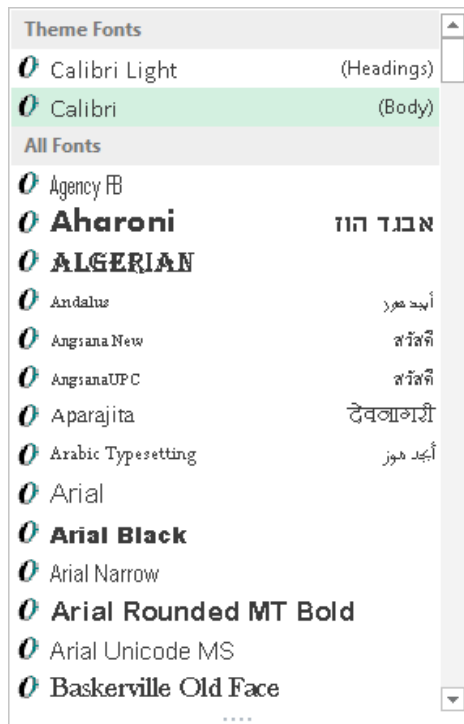 Theme Fonts
Calibri Light (Headings)
Calibri (Body)
All Fonts
Agency FB
Aharoni אבגד הוז
ALGERIAN
Andalus أبجد هوز
Angsana New สวัสดี
AngsanaUPC สวัสดี
Aparajita देवनागरी
Arabic Typesetting أبجد هوز
Arial
Arial Black
Arial Narrow
Arial Rounded MT Bold
Arial Unicode MS
Baskerville Old Face